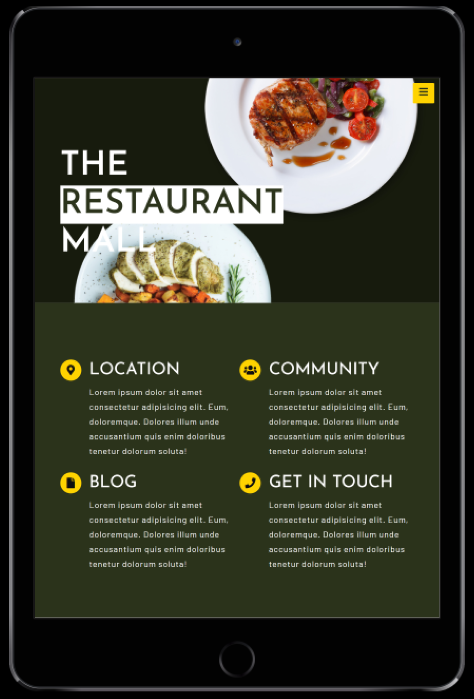 THE
RESTAURANT
MALL
LOCATION
Lorem ipsum dolor sit amet
consectetur adipisicing elit. Eum,
doloremque. Dolores illum unde
accusantium quis enim doloribus
tenetur dolorum soluta!
COMMUNITY
Lorem ipsum dolor sit amet
consectetur adipisicing elit. Eum,
doloremque. Dolores illum unde
accusantium quis enim doloribus
tenetur dolorum soluta!
BLOG
Lorem ipsum dolor sit amet
consectetur adipisicing elit. Eum,
doloremque. Dolores illum unde
accusantium quis enim doloribus
tenetur dolorum soluta!
GET IN TOUCH
Lorem ipsum dolor sit amet
consectetur adipisicing elit. Eum,
doloremque. Dolores illum unde
accusantium quis enim doloribus
tenetur dolorum soluta!